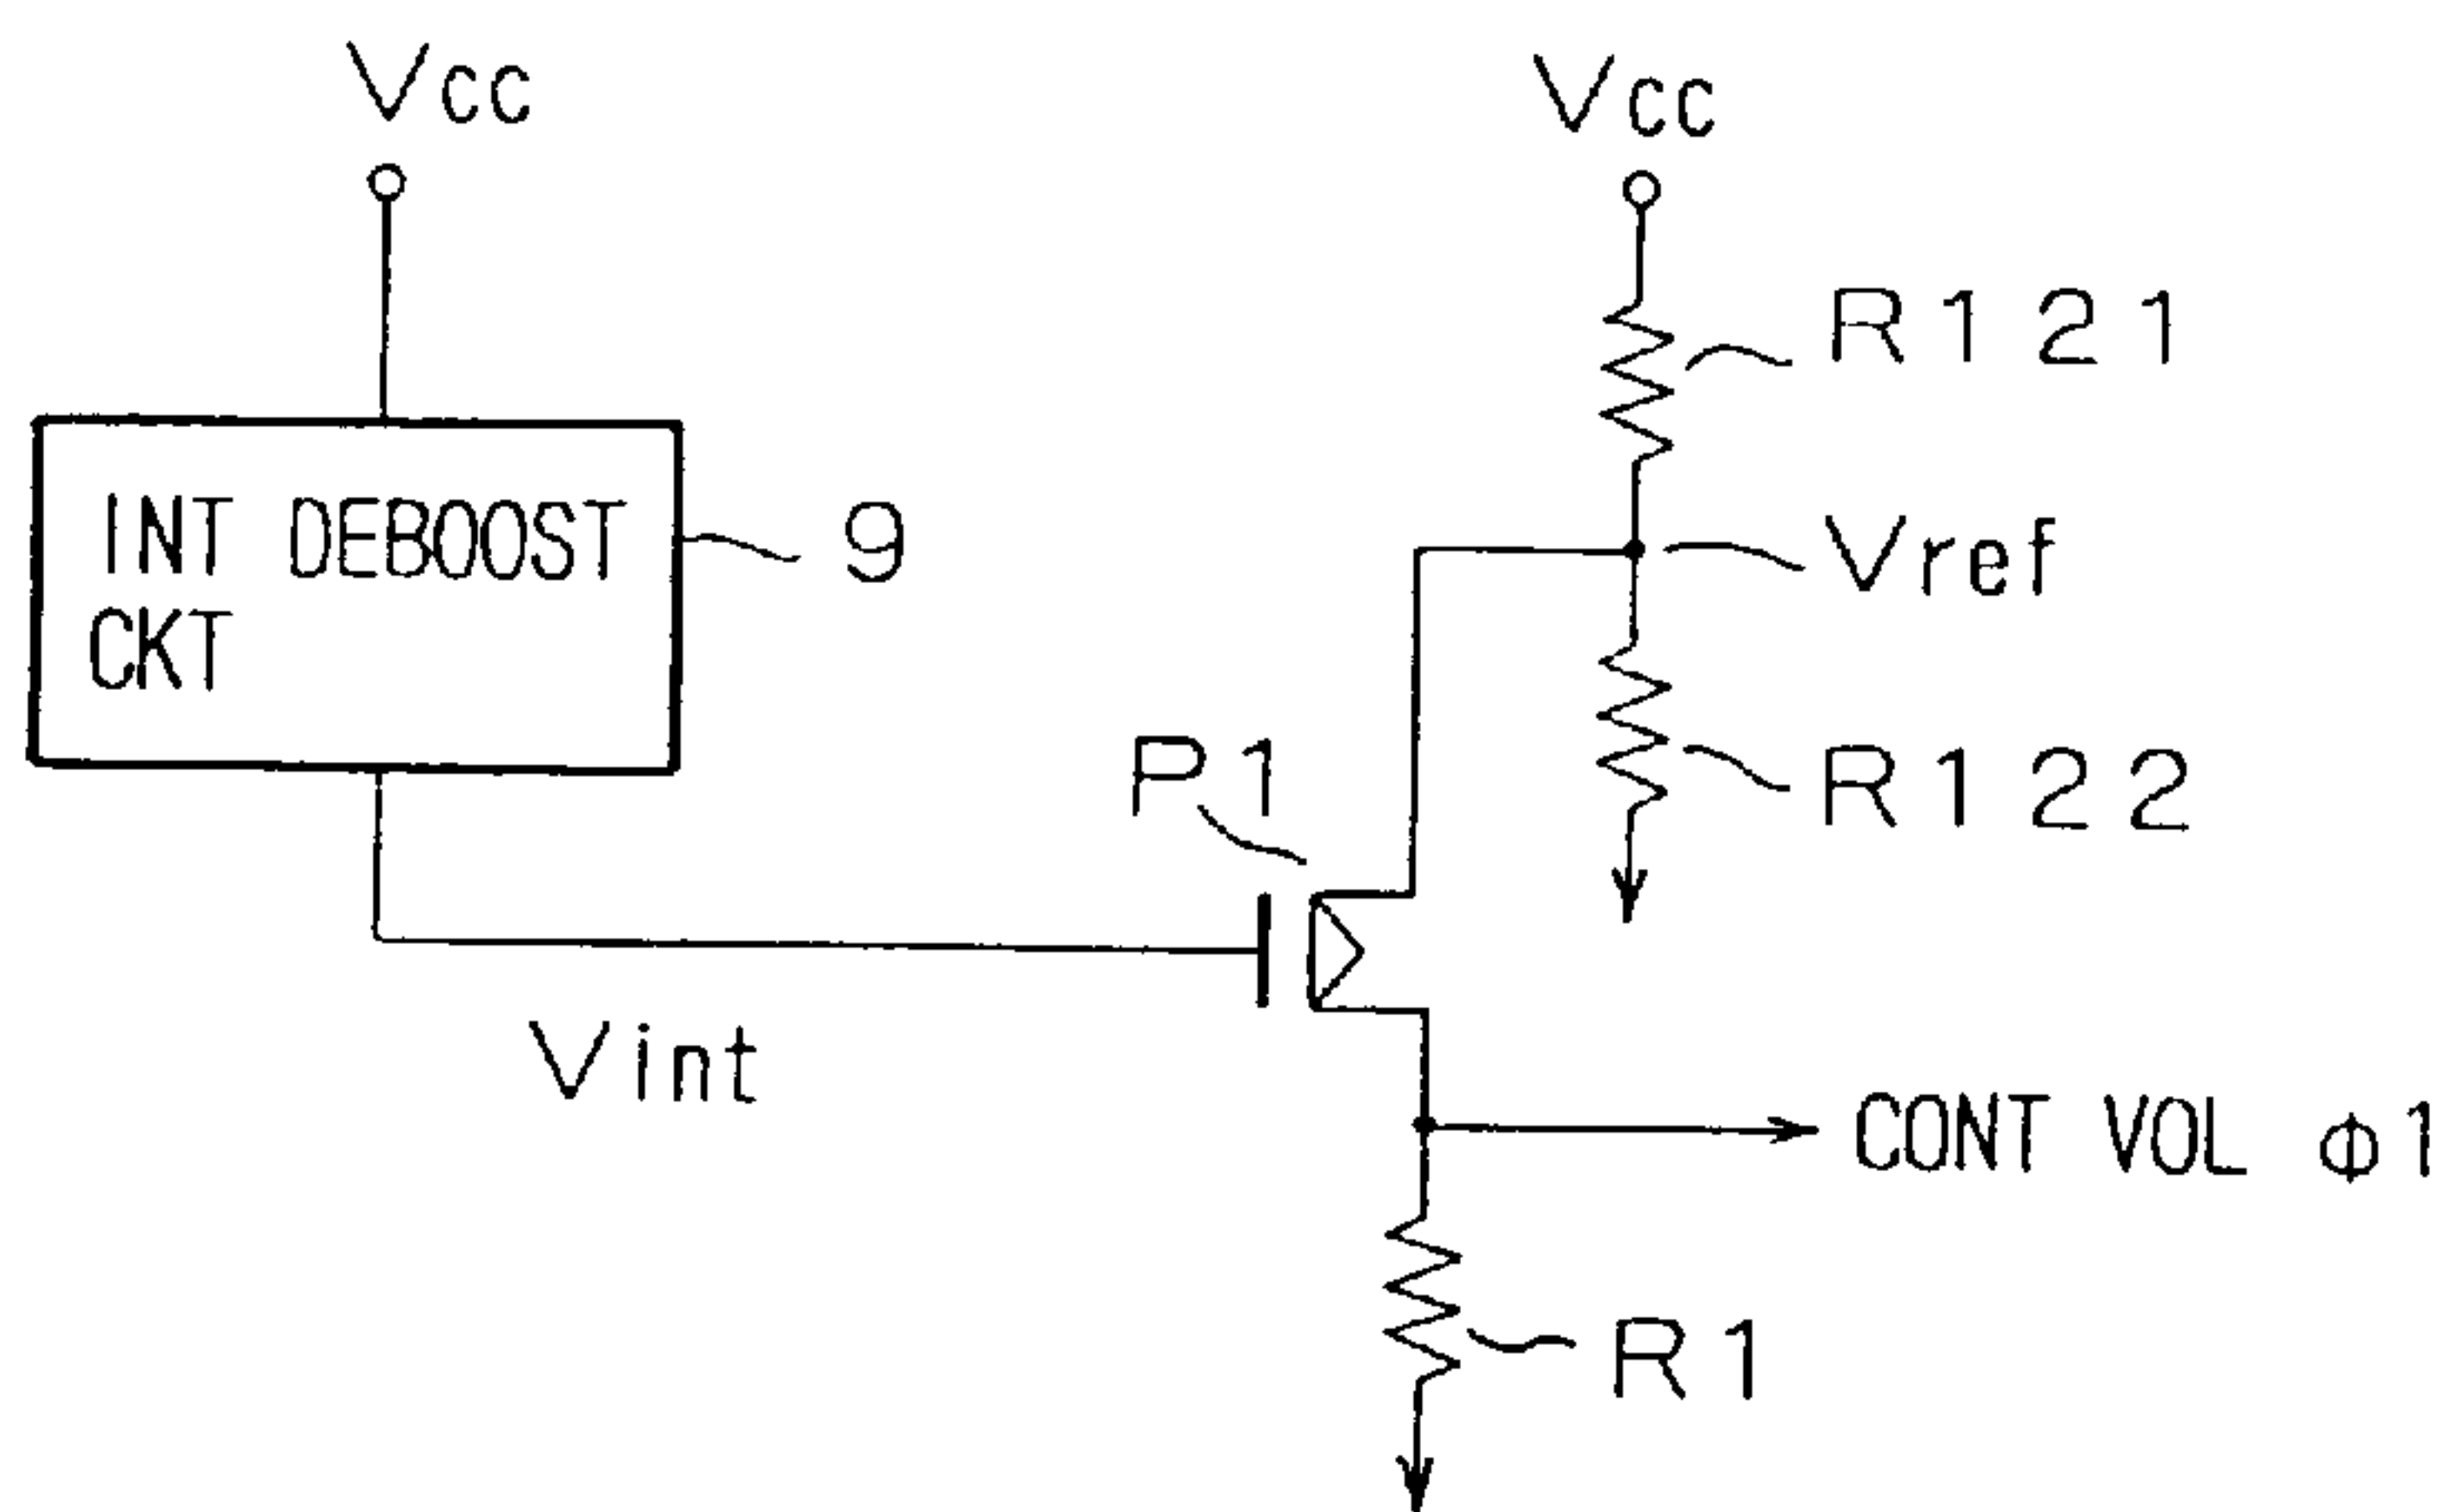 Vcc
Vcc
R121
INT DEBOOST
CKT
9
Vref
P1
R122
Vint
CONT VOL φ1
R1